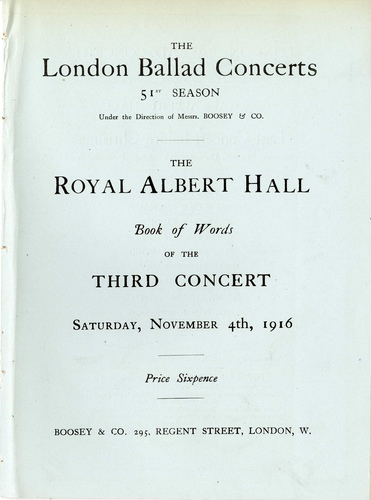 THE
London Ballad Concerts
51ST SEASON
Under the Direction of Messrs. BOOSEY & CO.
THE
ROYAL ALBERT HALL
Book of Words
OF THE
THIRD CONCERT
SATURDAY, NOVEMBER 4th, 1916
Price Sixpence
BOOSEY & CO. 295, REGENT STREET, LONDON, W.